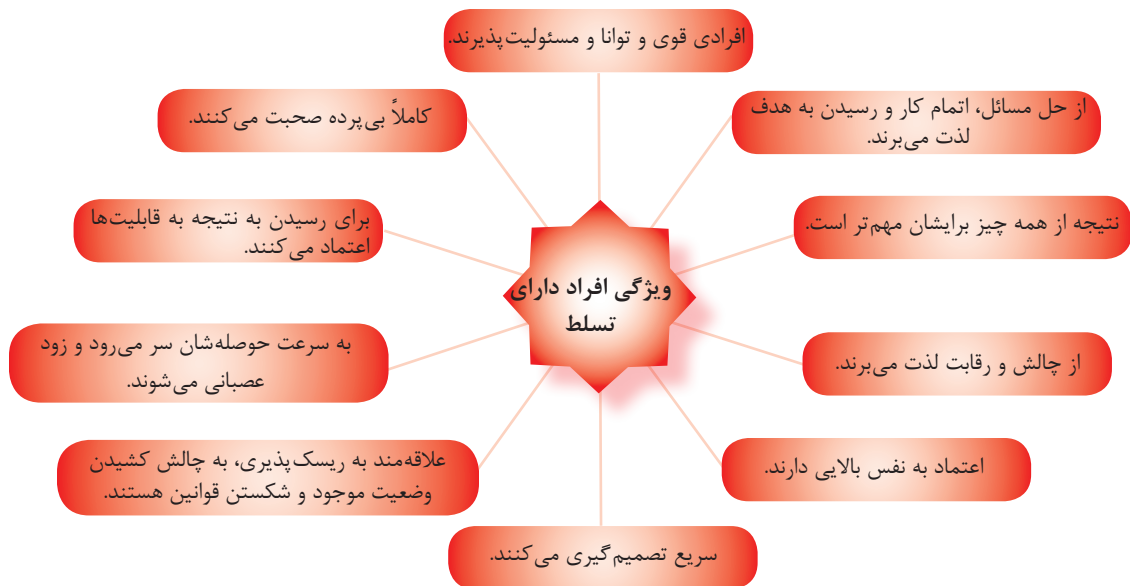 افرادی قوی و توانا و مسئولیت‌پذیرند.
از حل مسائل، اتمام کار و رسیدن به هدف
لذت می‌برند.
کاملاً بی‌پرده صحبت می‌کنند.
نتیجه از همه چیز برایشان مهم‌تر است.
برای رسیدن به نتیجه به قابلیت‌ها
اعتماد می‌کنند.
ویژگی افراد دارای
تسلط
از چالش و رقابت لذت می‌برند.
به سرعت حوصله‌شان سر می‌رود و زود
عصبانی می‌شوند.
اعتماد به نفس بالایی دارند.
علاقه‌مند به ریسک‌پذیری، به چالش کشیدن
وضعیت موجود و شکستن قوانین هستند.
سریع تصمیم‌گیری می‌کنند.